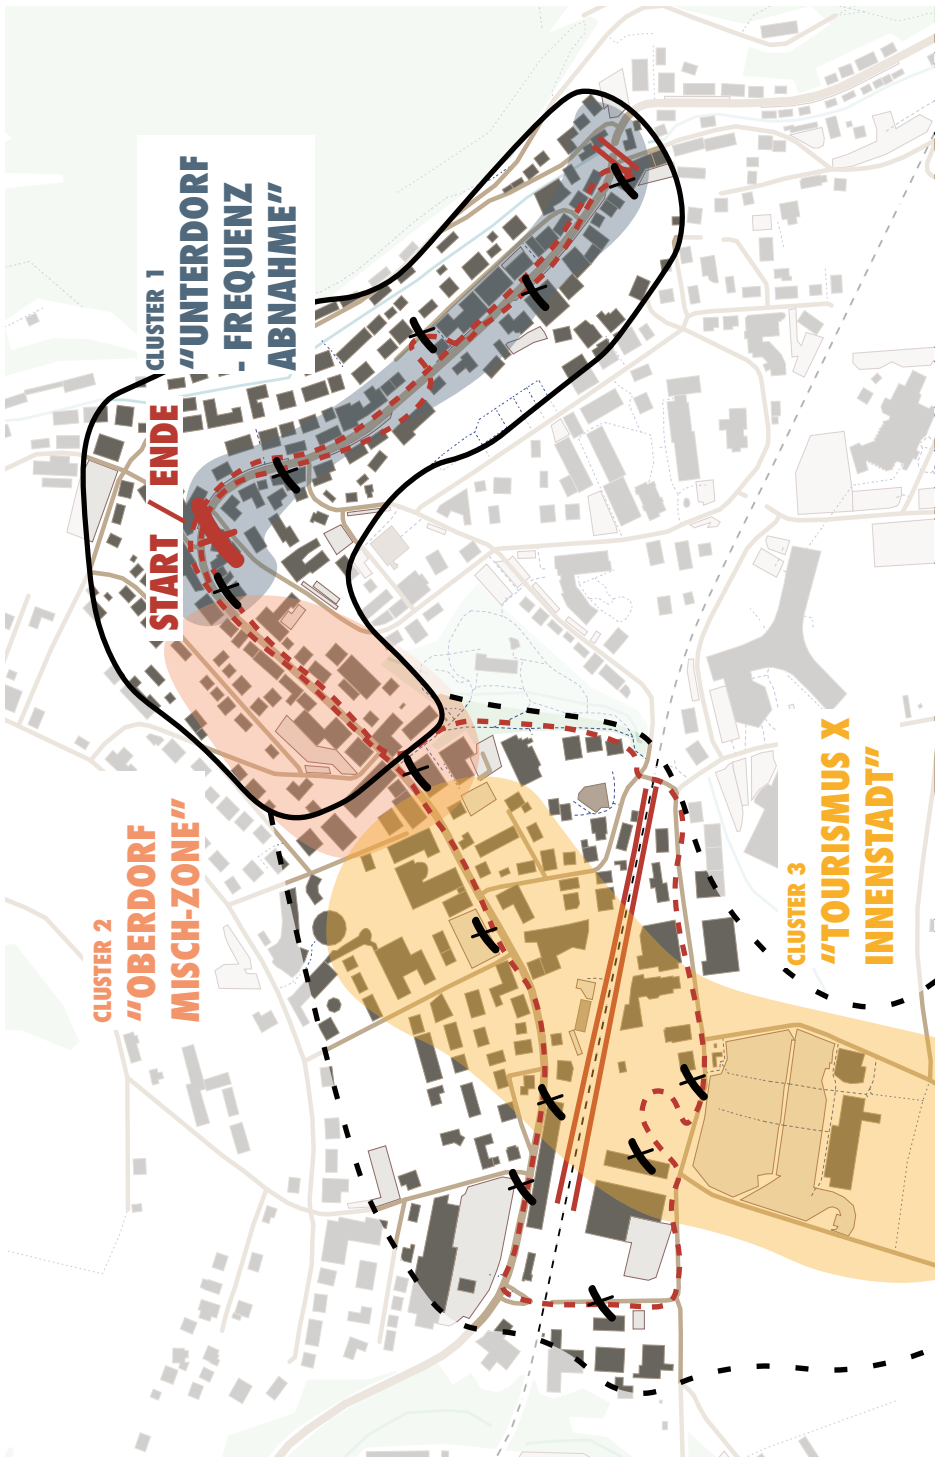 CLUSTER 1
“UNTERDORF
- FREQUENZ
ABNAHME”
START / ENDE
CLUSTER 2
“OBERDORF
MISCH-ZONE”
CLUSTER 3
“TOURISMUS X
INNENSTADT”